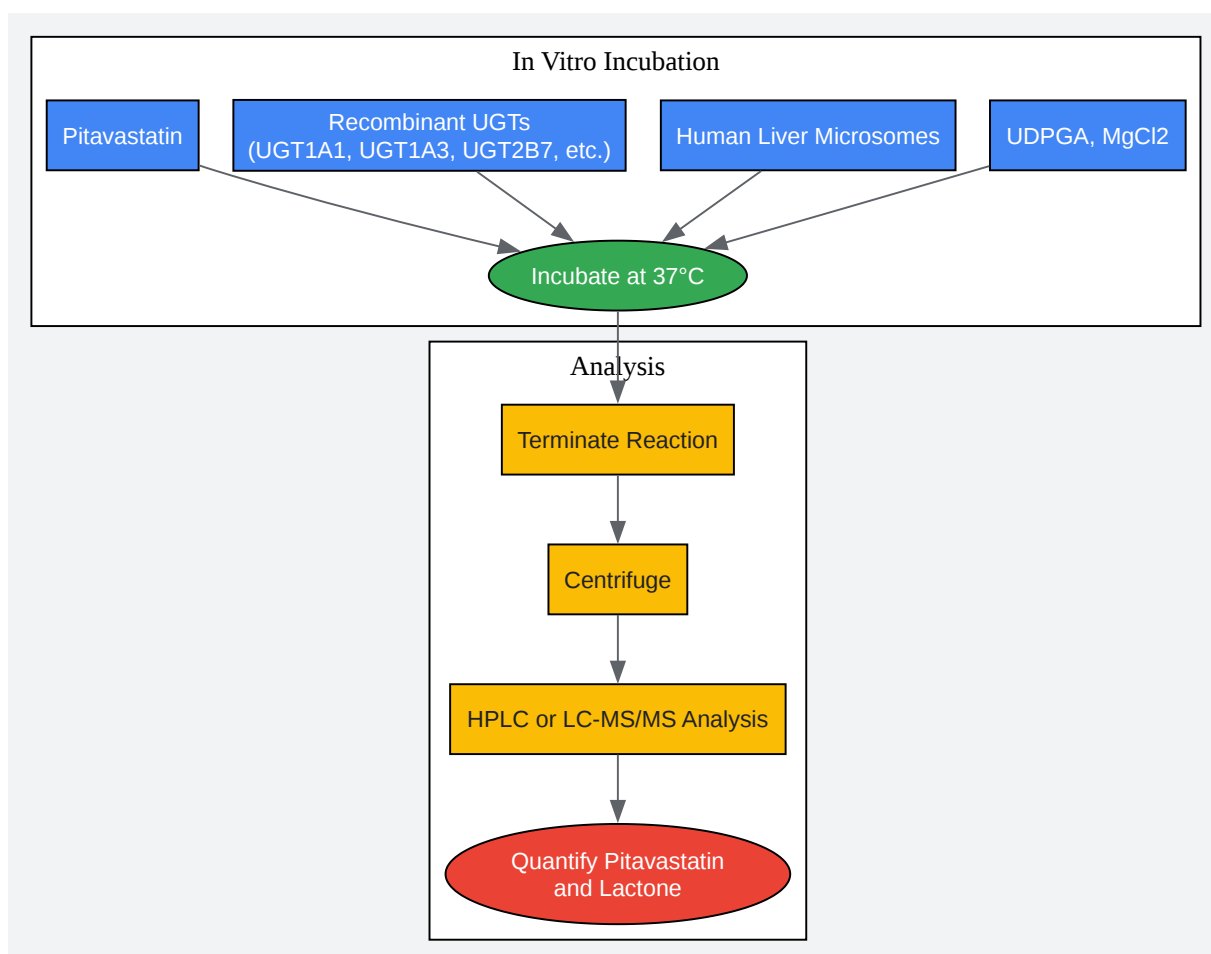 In Vitro Incubation
Pitavastatin
Recombinant UGTs
(UGT1A1, UGT1A3, UGT2B7, etc.)
Human Liver Microsomes
UDPGA, MgCl2
Incubate at 37°C
Analysis
Terminate Reaction
Centrifuge
HPLC or LC-MS/MS Analysis
Quantify Pitavastatin
and Lactone